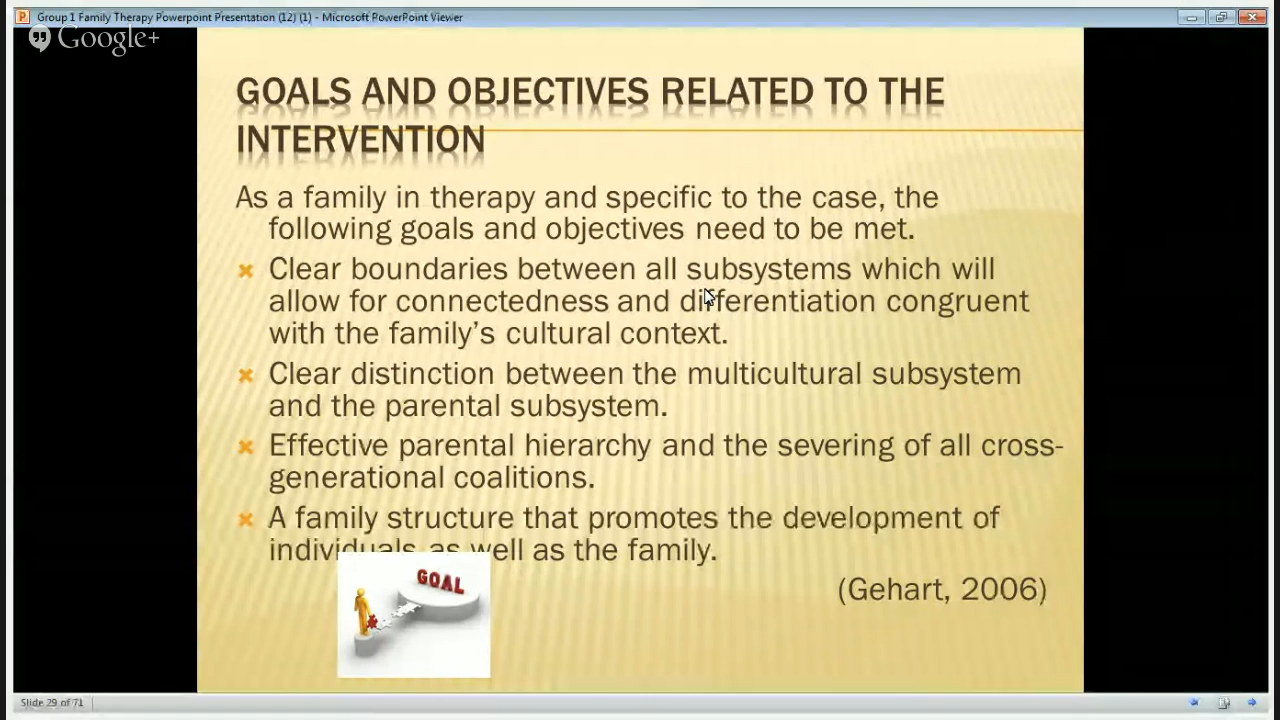 Group 1 Family Therapy Powerpoint Presentation (12) (1) - Microsoft PowerPoint Viewer
Google+
GOALS AND OBJECTIVES RELATED TO THE
INTERVENTION
As a family in therapy and specific to the case, the
following goals and objectives need to be met.
Clear boundaries between all subsystems which will
allow for connectedness and differentiation congruent
with the family's cultural context.
Clear distinction between the multicultural subsystem
and the parental subsystem.
Effective parental hierarchy and the severing of all cross-
generational coalitions.
A family structure that promotes the development of
individuals as well as the family.
(Gehart, 2006)
GOAL
Slide 29 of 71